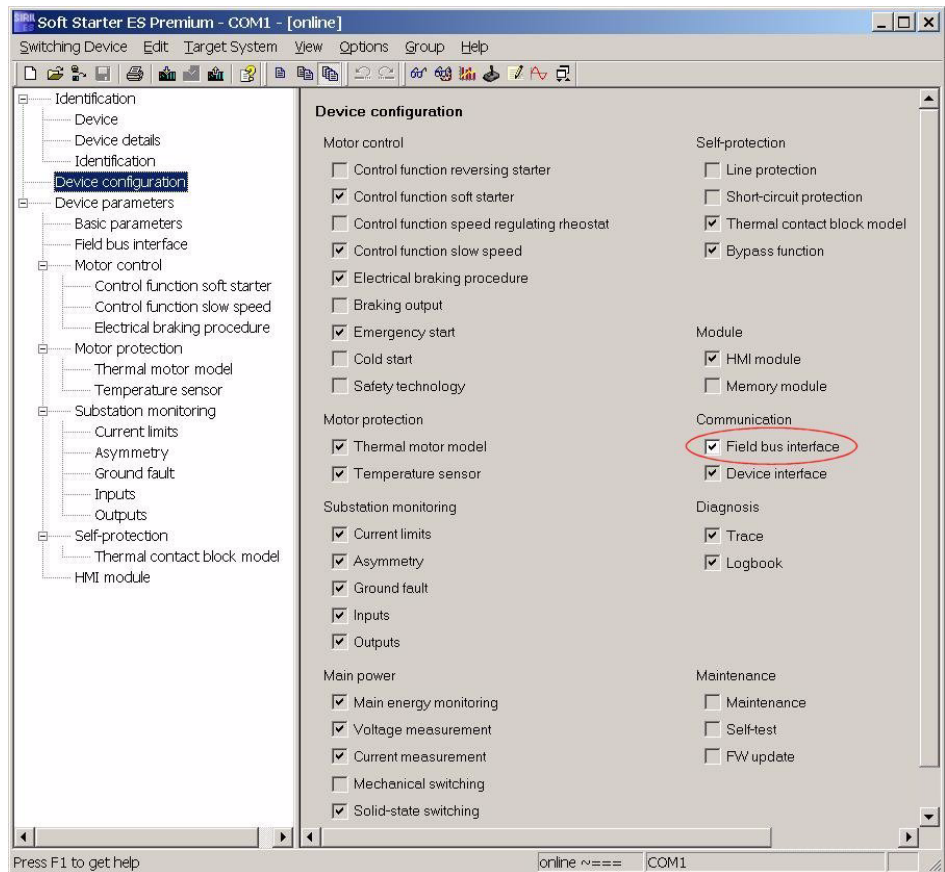 Soft Starter ES Premium - COM1 - [online]
Switching Device Edit Target System View Options Group Help
Identification
Device
Device details
Identification
Device configuration
Device parameters
Basic parameters
Field bus interface
Motor control
Control function soft starter
Control function slow speed
Electrical braking procedure
Motor protection
Thermal motor model
Temperature sensor
Substation monitoring
Current limits
Asymmetry
Ground fault
Inputs
Outputs
Self-protection
Thermal contact block model
HMI module
Device configuration
Motor control
Control function reversing starter
Control function soft starter
Control function speed regulating rheostat
Control function slow speed
Electrical braking procedure
Braking output
Emergency start
Cold start
Safety technology
Motor protection
Thermal motor model
Temperature sensor
Substation monitoring
Current limits
Asymmetry
Ground fault
Inputs
Outputs
Main power
Main energy monitoring
Voltage measurement
Current measurement
Mechanical switching
Solid-state switching
Self-protection
Line protection
Short-circuit protection
Thermal contact block model
Bypass function
Module
HMI module
Memory module
Communication
Field bus interface
Device interface
Diagnosis
Trace
Logbook
Maintenance
Maintenance
Self-test
FW update
Press F1 to get help
online ~===
COM1